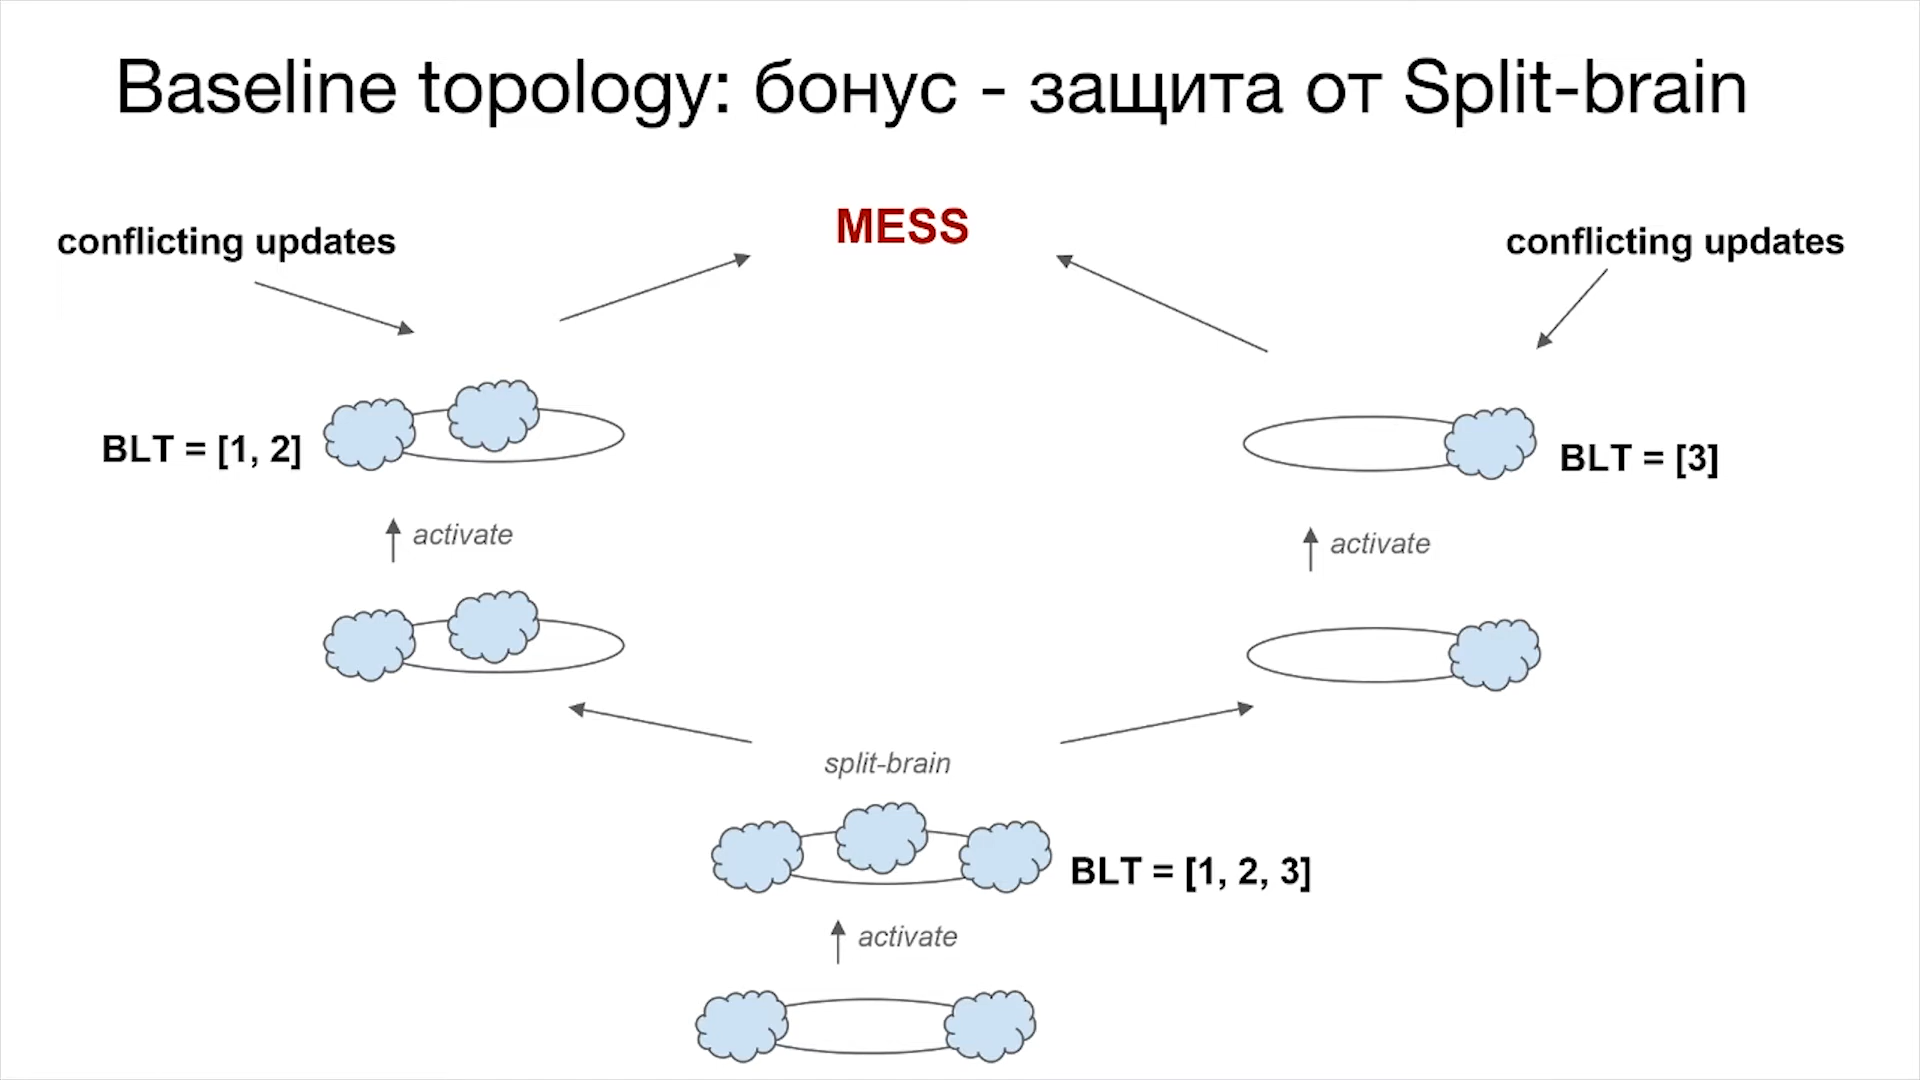 Baseline topology: бонус - защита от Split-brain
MESS
conflicting updates
conflicting updates
BLT = [1, 2]
BLT = [3]
activate
activate
split-brain
BLT = [1, 2, 3]
activate